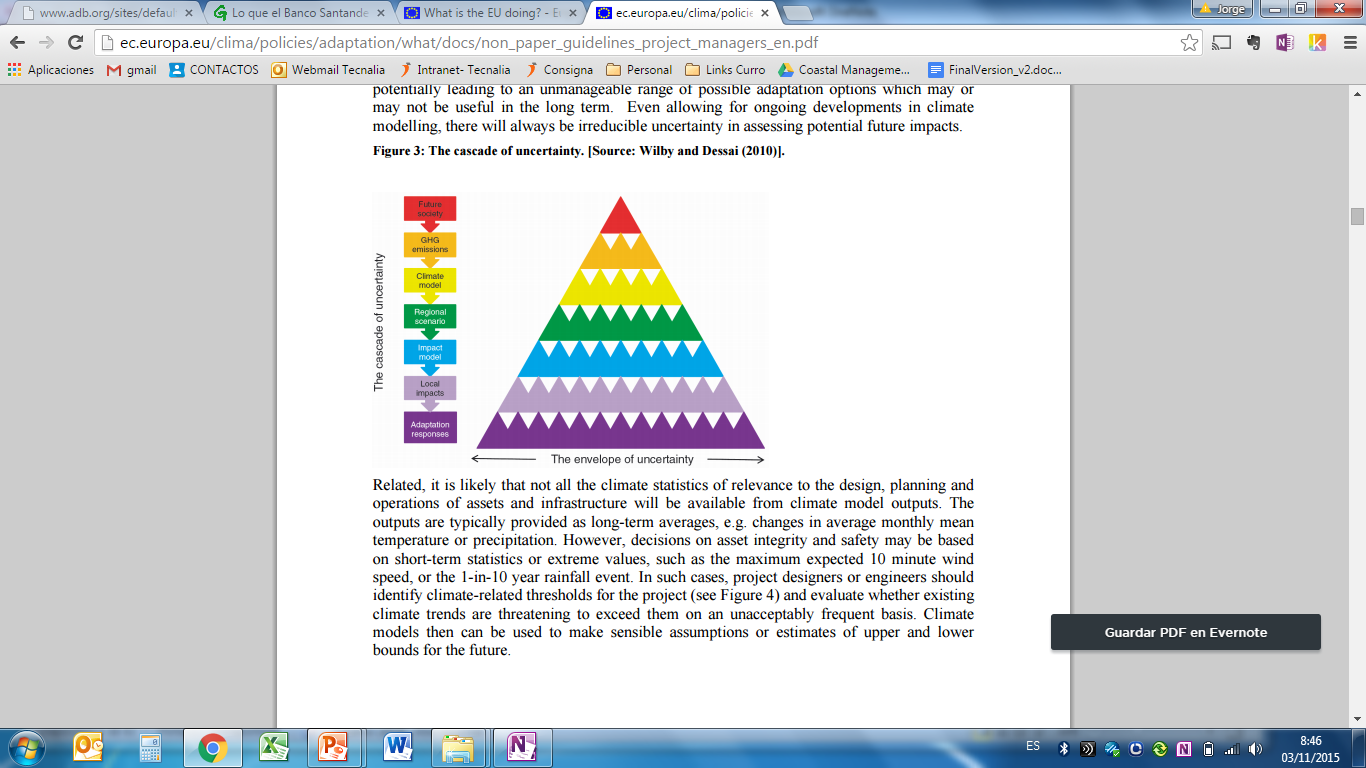 www.adb.org/sites/defaul
Lo que el Banco Santande
What is the EU doing? - Eu
ec.europa.eu/clima/policie
Jorge
ec.europa.eu/clima/policies/adaptation/what/docs/non_paper_guidelines_project_managers_en.pdf
Aplicaciones
gmail
CONTACTOS
Webmail Tecnalia
Intranet- Tecnalia
Consigna
Personal
Links Curro
Coastal Manageme...
FinalVersion_v2.doc...
potentially leading to an unmanageable range of possible adaptation options which may or
may not be useful in the long term. Even allowing for ongoing developments in climate
modelling, there will always be irreducible uncertainty in assessing potential future impacts.
Figure 3: The cascade of uncertainty. [Source: Wilby and Dessai (2010)].
The cascade of uncertainty
Future
society
GHG
emissions
Climate
model
Regional
scenario
Impact
model
Local
impacts
Adaptation
responses
The envelope of uncertainty
Related, it is likely that not all the climate statistics of relevance to the design, planning and
operations of assets and infrastructure will be available from climate model outputs. The
outputs are typically provided as long-term averages, e.g. changes in average monthly mean
temperature or precipitation. However, decisions on asset integrity and safety may be based
on short-term statistics or extreme values, such as the maximum expected 10 minute wind
speed, or the 1-in-10 year rainfall event. In such cases, project designers or engineers should
identify climate-related thresholds for the project (see Figure 4) and evaluate whether existing
climate trends are threatening to exceed them on an unacceptably frequent basis. Climate
models then can be used to make sensible assumptions or estimates of upper and lower
bounds for the future.
Guardar PDF en Evernote
ES
8:46
03/11/2015